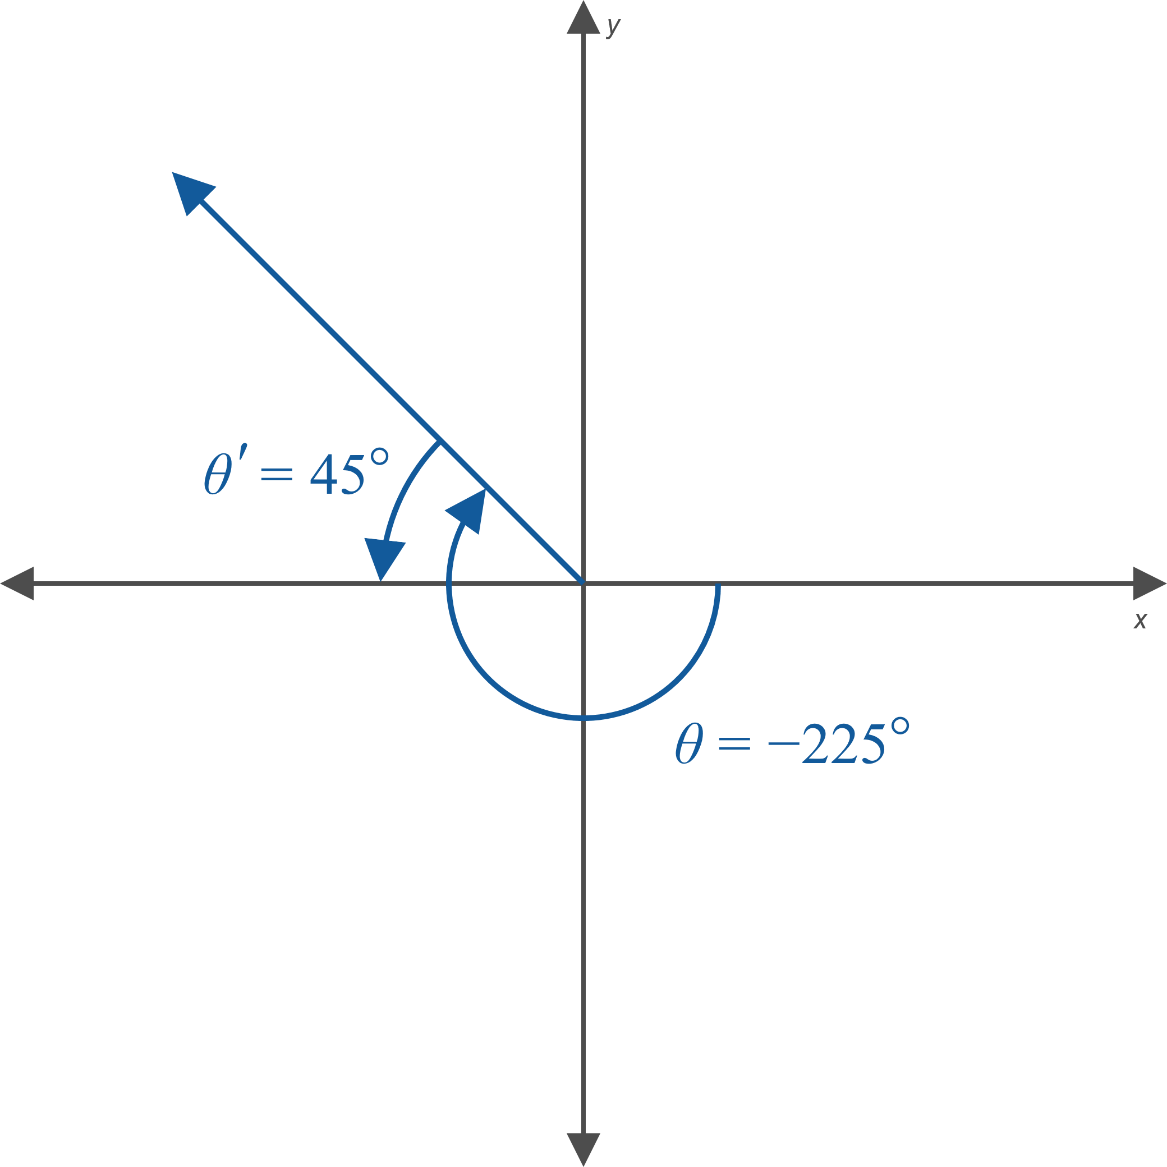 y
θ′ = 45°
x
θ = −225°